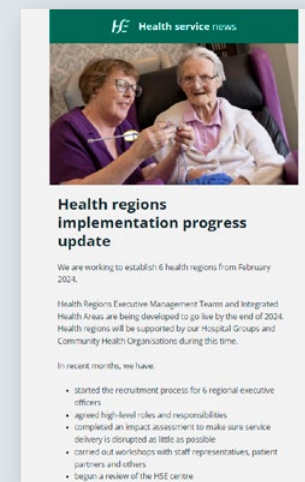 HE Health service news
Health regions
implementation progress
update
We are working to establish 6 health regions from February
2024.
Health Regions Executive Management Teams and Integrated
Health Areas are being developed to go live by the end of 2024.
Health regions will be supported by our Hospital Groups and
Community Health Organisations during this time.
In recent months, we have:
• started the recruitment process for 6 regional executive
officers
• agreed high-level roles and responsibilities
• completed an impact assessment to make sure service
delivery is disrupted as little as possible
• carried out workshops with staff representatives, patient
partners and others
• begun a review of the HSE centre